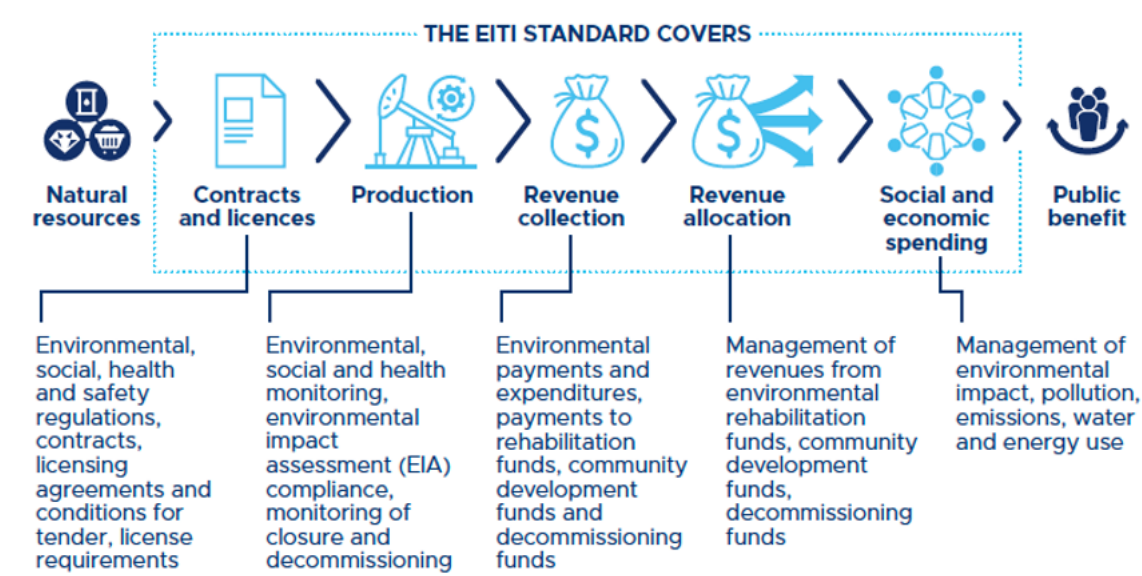 THE EITI STANDARD COVERS
Natural
resources
Contracts
and licences
Production
Revenue
collection
Revenue
allocation
Social and
economic
spending
Public
benefit
Environmental,
social, health
and safety
regulations,
contracts,
licensing
agreements and
conditions for
tender, license
requirements
Environmental,
social and health
monitoring,
environmental
impact
assessment (EIA)
compliance,
monitoring of
closure and
decommissioning
Environmental
payments and
expenditures,
payments to
rehabilitation
funds, community
development
funds and
decommissioning
funds
Management of
revenues from
environmental
rehabilitation
funds, community
development
funds,
decommissioning
funds
Management of
environmental
impact, pollution,
emissions, water
and energy use